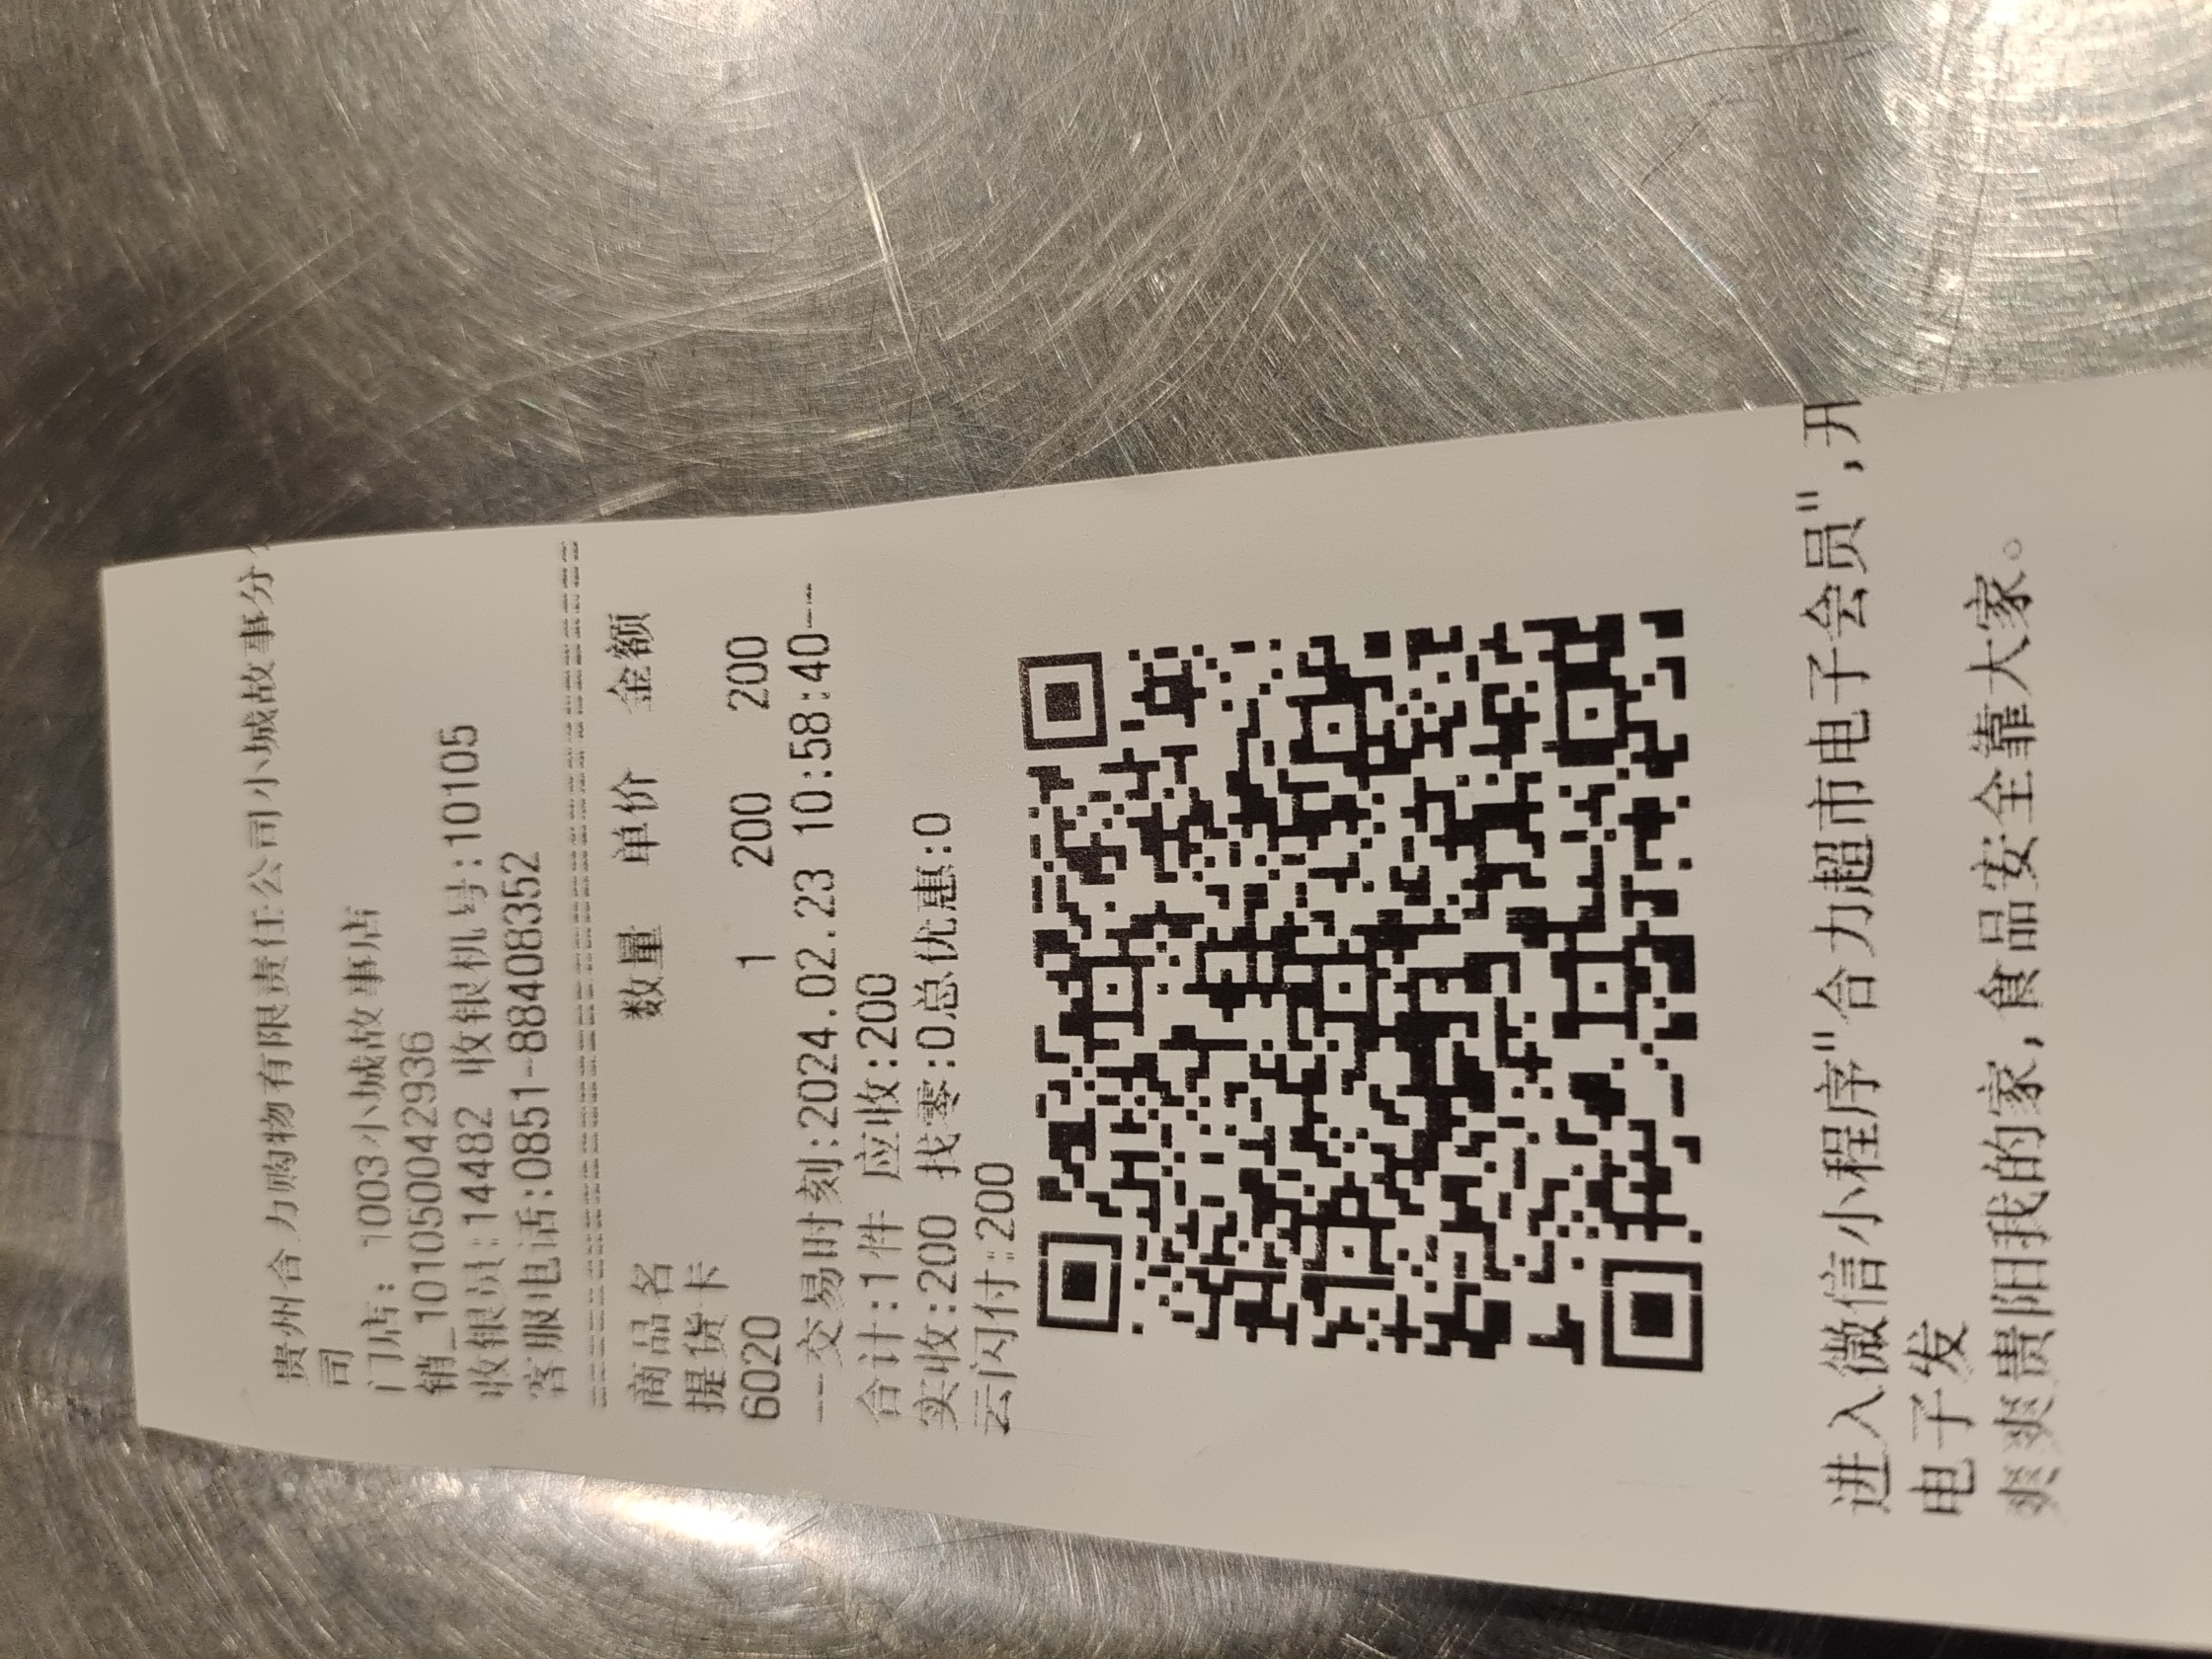 贵州合力购物有限责任公司小城故事分
司
门店: 1003小城故事店
销_101050042936
收银员:14482 收银机号:10105
客服电话:0851-88408352
商品名 数量 单价 金额
提货卡
6020 1 200 200
---交易时刻:2024.02.23 10:58:40---
合计:1件 应收:200
实收:200 找零:0总优惠:0
云闪付:200
进入微信小程序"合力超市电子会员",开
电子发
爽爽贵阳我的家,食品安全靠大家。